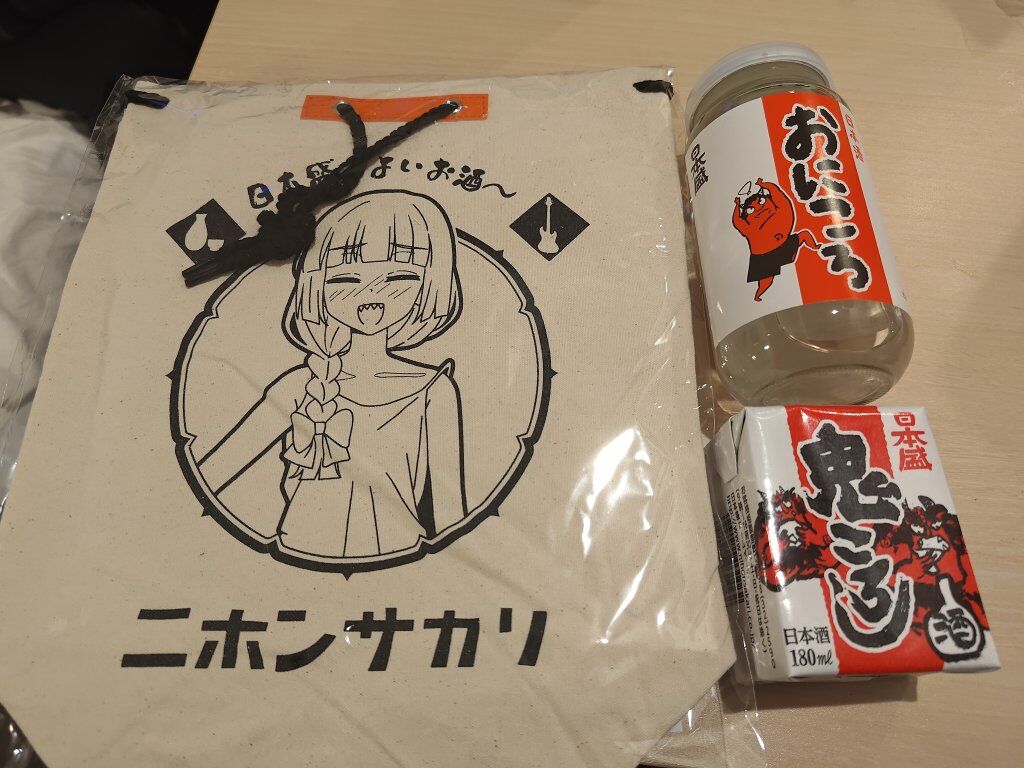 日本盛 よいお酒～
ニホンサカリ
日本酒
日本盛
おにころ
日本盛
鬼ころし
酒
日本酒
180mℓ